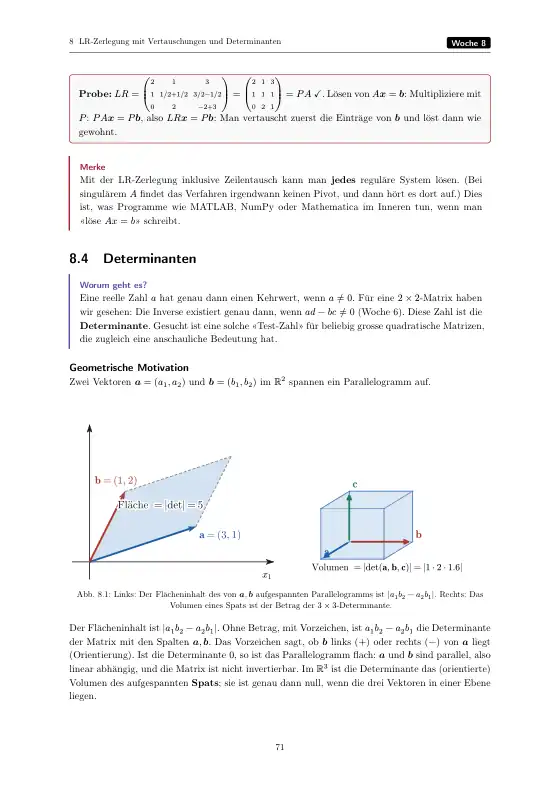 8 LR-Zerlegung mit Vertauschungen und Determinanten
Woche 8
Probe: LR = (2 1 3; 1 1/2+1/2 3/2−1/2; 0 2 −2+3) = (2 1 3; 1 1 1; 0 2 1) = PA ✓. Lösen von Ax = b: Multipliziere mit
P: PAx = Pb, also LRx = Pb: Man vertauscht zuerst die Einträge von b und löst dann wie
gewohnt.
Merke
Mit der LR-Zerlegung inklusive Zeilentausch kann man jedes reguläre System lösen. (Bei
singulärem A findet das Verfahren irgendwann keinen Pivot, und dann hört es dort auf.) Dies
ist, was Programme wie MATLAB, NumPy oder Mathematica im Inneren tun, wenn man
«löse Ax = b» schreibt.
8.4 Determinanten
Worum geht es?
Eine reelle Zahl a hat genau dann einen Kehrwert, wenn a ≠ 0. Für eine 2 × 2-Matrix haben
wir gesehen: Die Inverse existiert genau dann, wenn ad − bc ≠ 0 (Woche 6). Diese Zahl ist die
Determinante. Gesucht ist eine solche «Test-Zahl» für beliebig grosse quadratische Matrizen,
die zugleich eine anschauliche Bedeutung hat.
Geometrische Motivation
Zwei Vektoren a = (a₁, a₂) und b = (b₁, b₂) im ℝ² spannen ein Parallelogramm auf.
b = (1, 2)
Fläche = |det| = 5
a = (3, 1)
x₁
c
b
a
Volumen = |det(a, b, c)| = |1 · 2 · 1.6|
Abb. 8.1: Links: Der Flächeninhalt des von a, b aufgespannten Parallelogramms ist |a₁b₂ − a₂b₁|. Rechts: Das
Volumen eines Spats ist der Betrag der 3 × 3-Determinante.
Der Flächeninhalt ist |a₁b₂ − a₂b₁|. Ohne Betrag, mit Vorzeichen, ist a₁b₂ − a₂b₁ die Determinante
der Matrix mit den Spalten a, b. Das Vorzeichen sagt, ob b links (+) oder rechts (−) von a liegt
(Orientierung). Ist die Determinante 0, so ist das Parallelogramm flach: a und b sind parallel, also
linear abhängig, und die Matrix ist nicht invertierbar. Im ℝ³ ist die Determinante das (orientierte)
Volumen des aufgespannten Spats; sie ist genau dann null, wenn die drei Vektoren in einer Ebene
liegen.
71